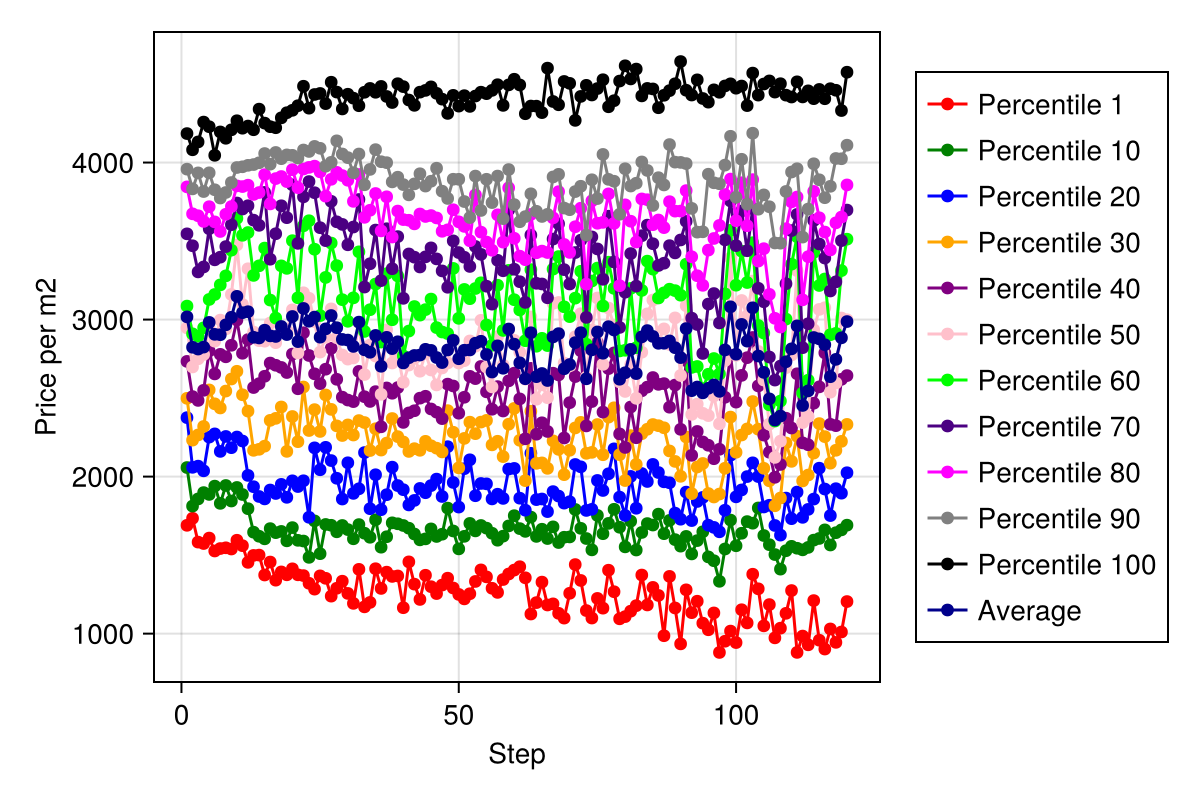 4000
3000
2000
1000
Price per m2
0
50
100
Step
Percentile 1
Percentile 10
Percentile 20
Percentile 30
Percentile 40
Percentile 50
Percentile 60
Percentile 70
Percentile 80
Percentile 90
Percentile 100
Average